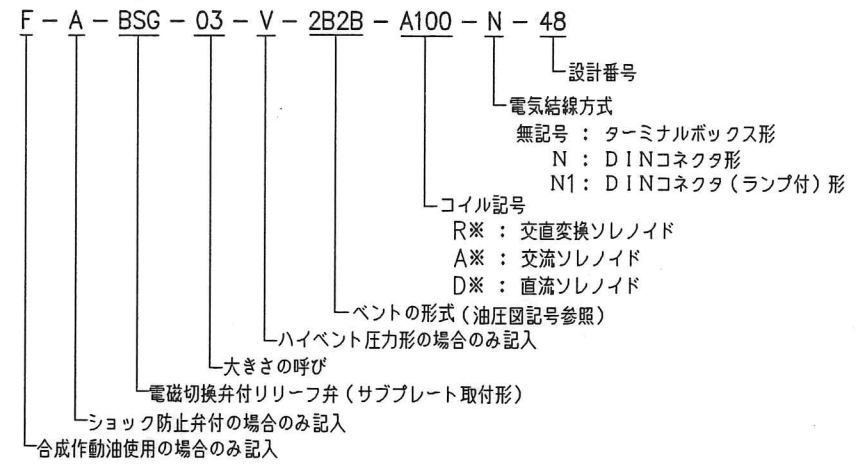 F - A - BSG - 03 - V - 2B2B - A100 - N - 48
設計番号
電気結線方式
無記号 : ターミナルボックス形
N : DINコネクタ形
N1: DINコネクタ(ランプ付)形
コイル記号
R※ : 交直変換ソレノイド
A※ : 交流ソレノイド
D※ : 直流ソレノイド
ベントの形式(油圧図記号参照)
ハイベント圧力形の場合のみ記入
大きさの呼び
電磁切換弁付リリーフ弁(サブプレート取付形)
ショック防止弁付の場合のみ記入
合成作動油使用の場合のみ記入